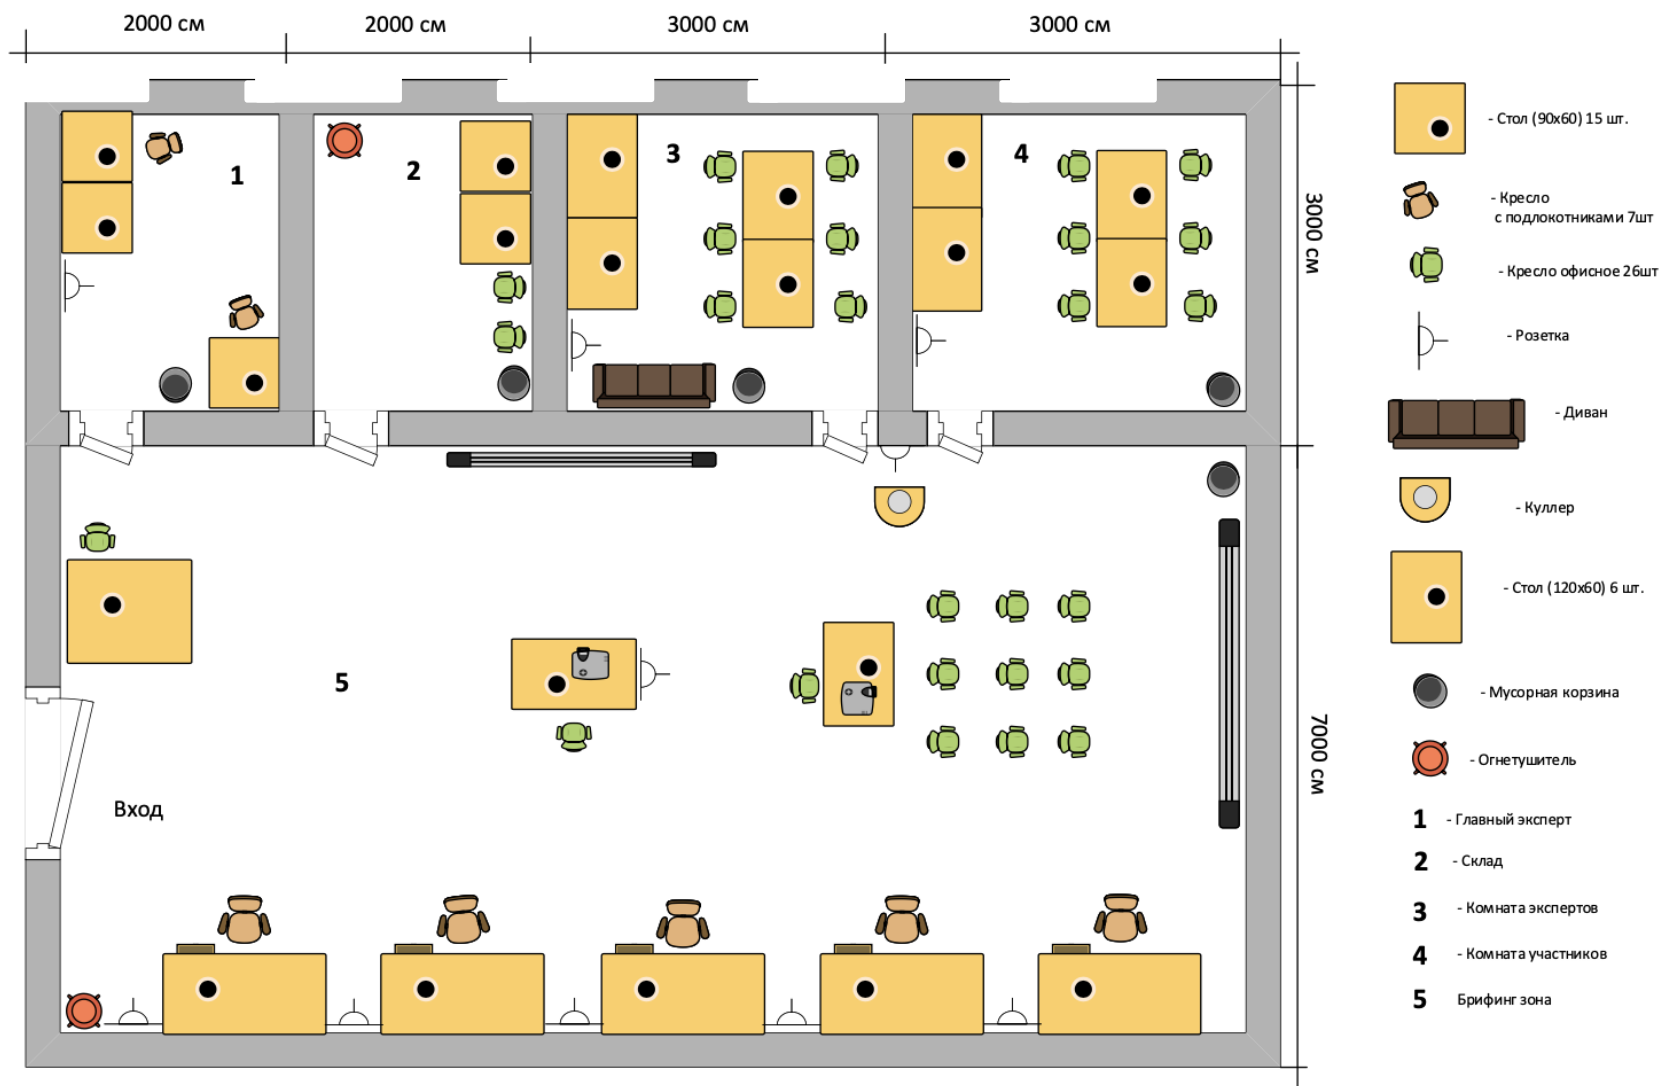 2000 см
2000 см
3000 см
3000 см
3000 см
7000 см
1
2
3
4
5
Вход
- Стол (90х60) 15 шт.
- Кресло
с подлокотниками 7шт
- Кресло офисное 26шт
- Розетка
- Диван
- Куллер
- Стол (120х60) 6 шт.
- Мусорная корзина
- Огнетушитель
1 - Главный эксперт
2 - Склад
3 - Комната экспертов
4 - Комната участников
5 Брифинг зона